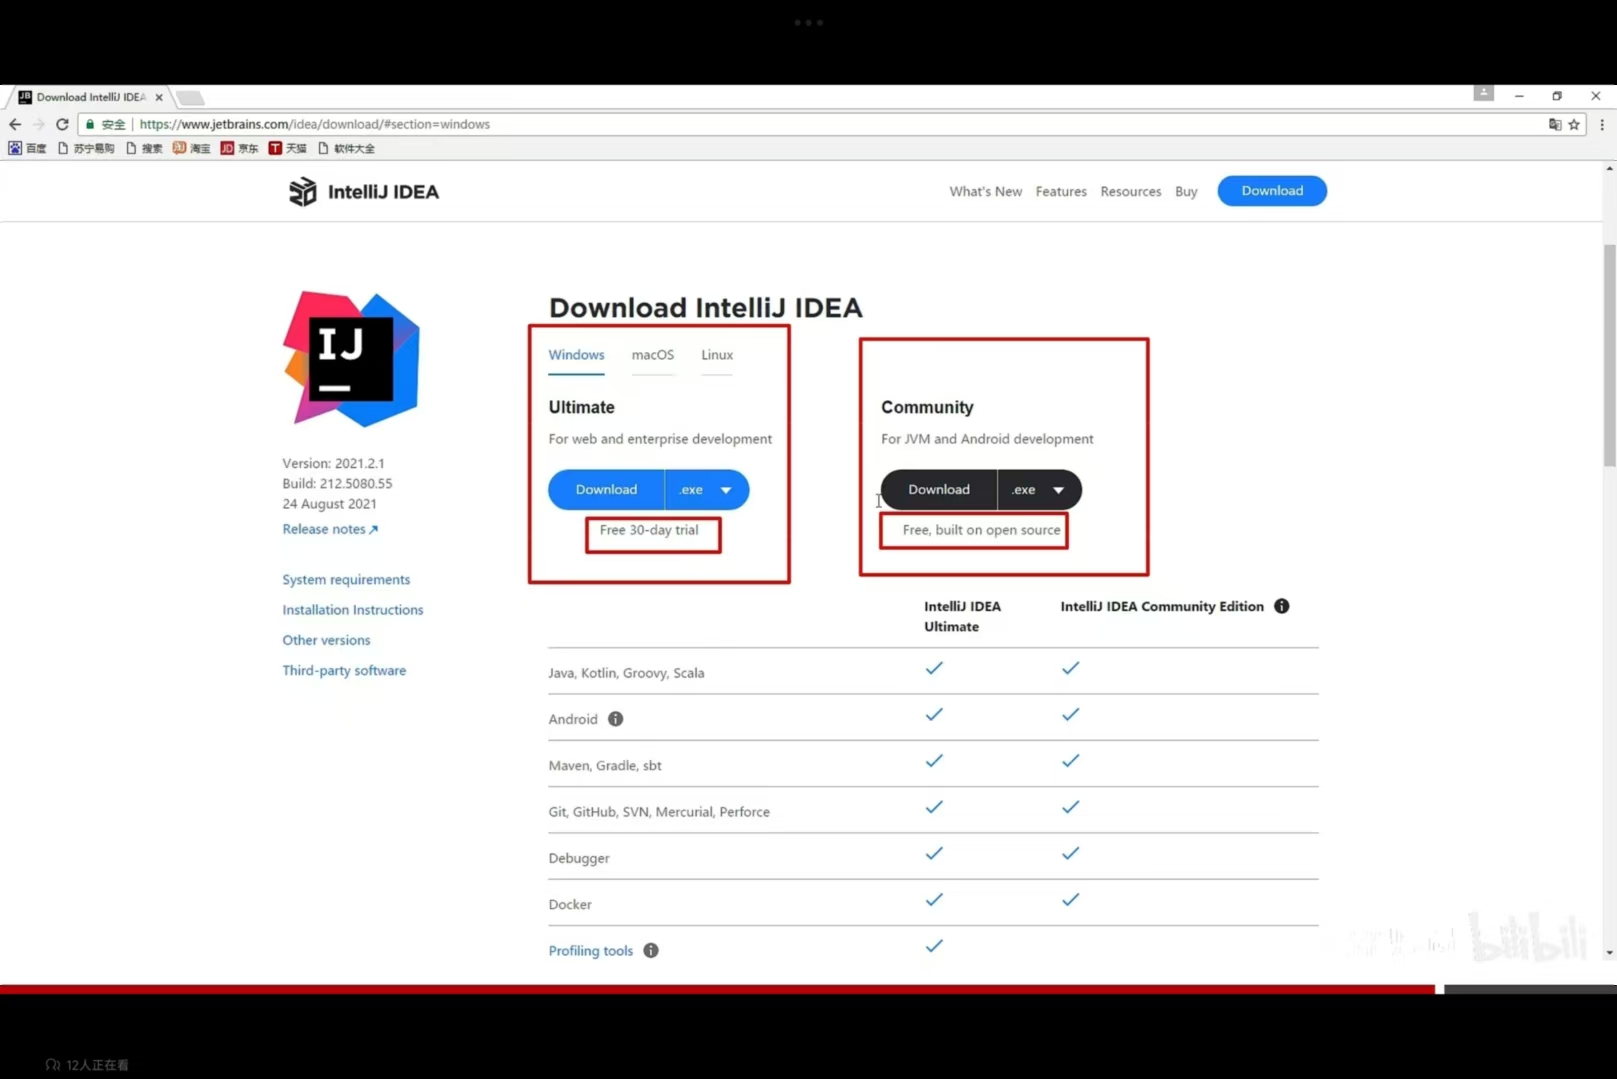 Download IntelliJ IDEA
安全
https://www.jetbrains.com/idea/download/#section=windows
百度
苏宁易购
搜索
淘宝
JD 京东
T 天猫
软件大全
IntelliJ IDEA
What's New
Features
Resources
Buy
Download
IJ
Version: 2021.2.1
Build: 212.5080.55
24 August 2021
Release notes ↗
System requirements
Installation Instructions
Other versions
Third-party software
Download IntelliJ IDEA
Windows
macOS
Linux
Ultimate
For web and enterprise development
Download .exe
Free 30-day trial
Community
For JVM and Android development
Download .exe
Free, built on open source
IntelliJ IDEA
Ultimate
IntelliJ IDEA Community Edition
Java, Kotlin, Groovy, Scala
Android
Maven, Gradle, sbt
Git, GitHub, SVN, Mercurial, Perforce
Debugger
Docker
Profiling tools
bilibili
12人正在看